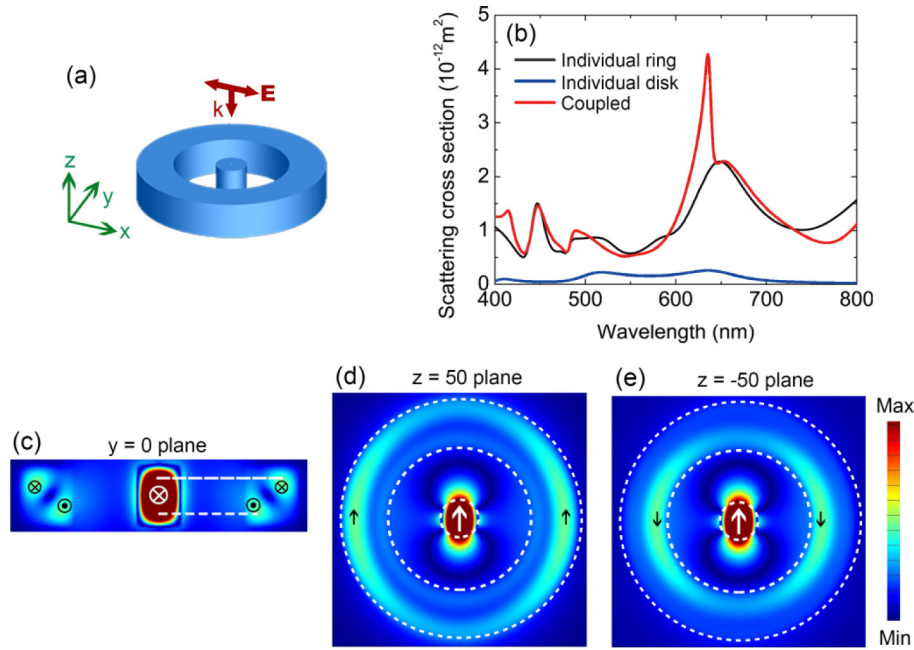 (a)
E
k
z
y
x
(b)
Scattering cross section (10⁻¹²m²)
5
4
3
2
1
0
Individual ring
Individual disk
Coupled
400 500 600 700 800
Wavelength (nm)
(c)
y = 0 plane
(d)
z = 50 plane
(e)
z = -50 plane
Max
Min